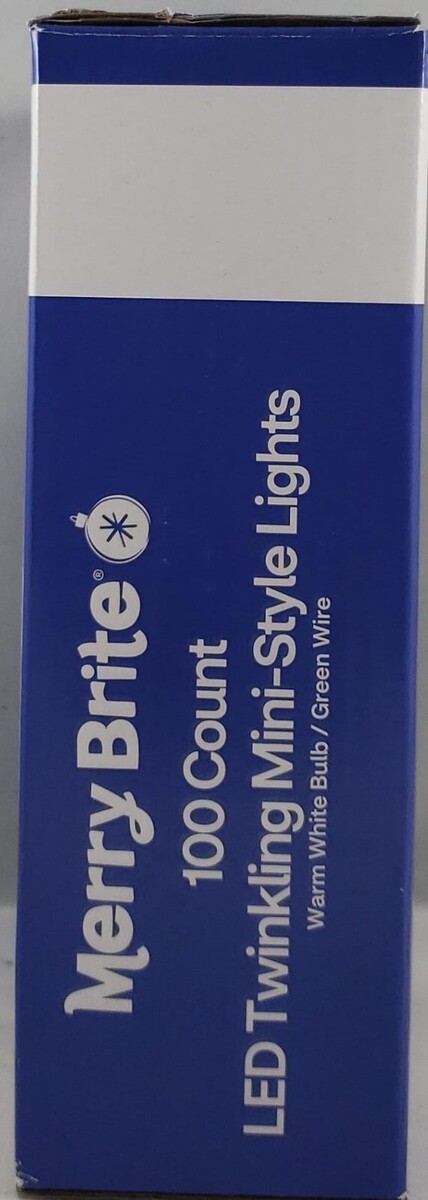 Merry Brite®
100 Count
LED Twinkling Mini-Style Lights
Warm White Bulb / Green Wire